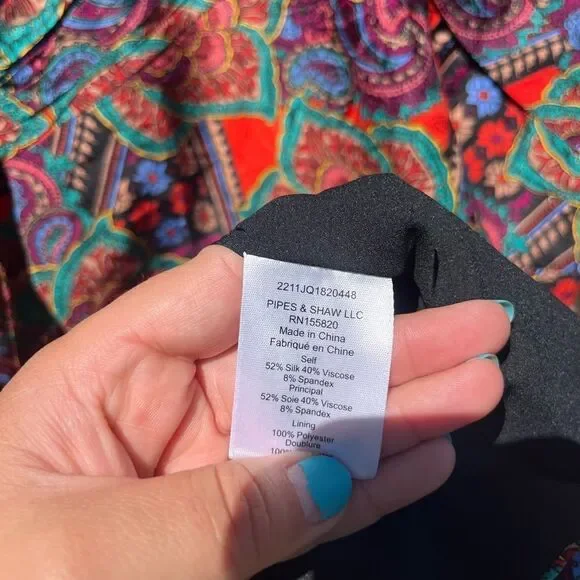 2211JQ1820448
PIPES & SHAW LLC
RN155820
Made in China
Fabriqué en Chine
Self
52% Silk 40% Viscose
8% Spandex
Principal
52% Soie 40% Viscose
8% Spandex
Lining
100% Polyester
Doublure